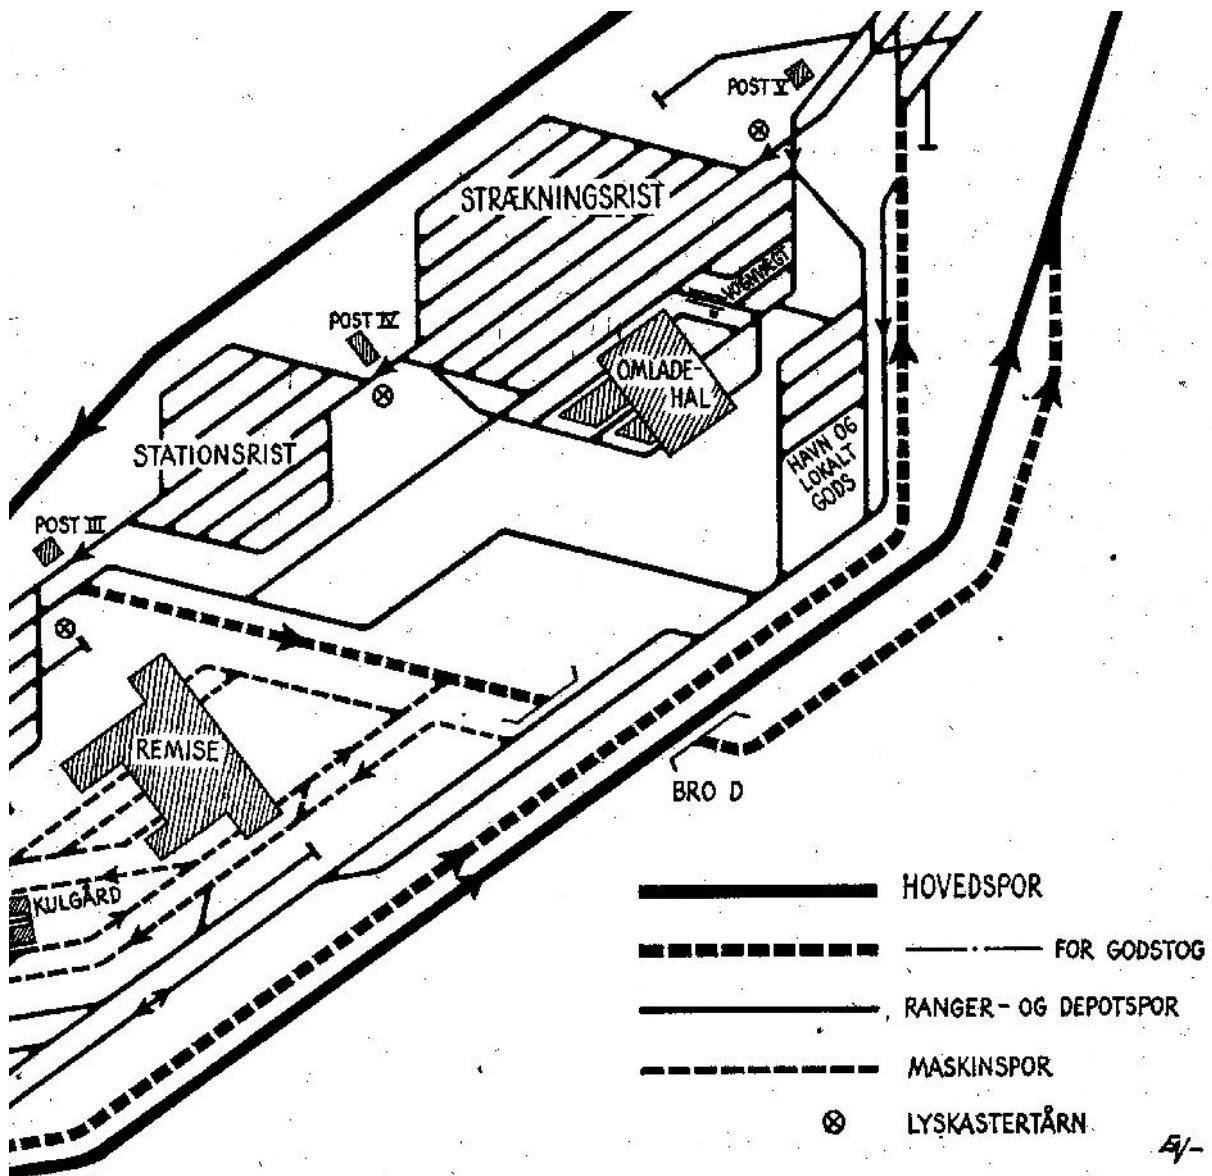 POST V
STRÆKNINGSRIST
VOGNVÆGT
POST IV
OMLADE-
HAL
STATIONSRIST
HAVN OG
LOKALT
GODS
POST III
REMISE
BRO D
KULGÅRD
HOVEDSPOR
—·— FOR GODSTOG
RANGER- OG DEPOTSPOR
MASKINSPOR
LYSKASTERTÅRN